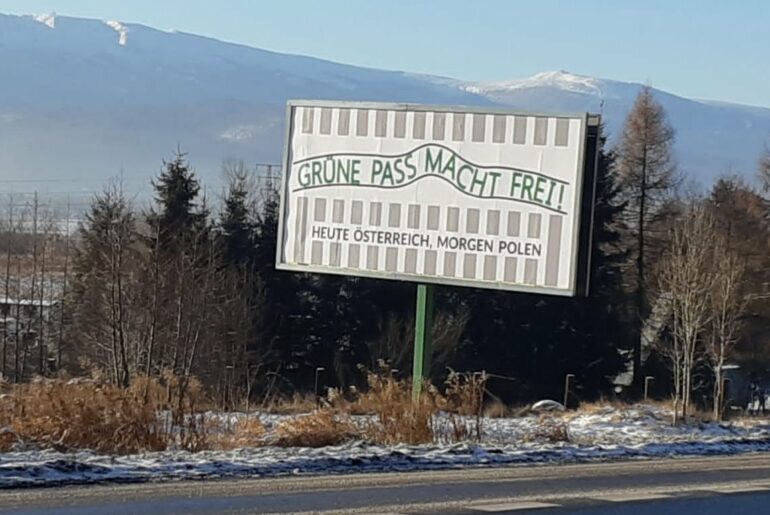 GRÜNE PASS MACHT FREI!
HEUTE ÖSTERREICH, MORGEN POLEN